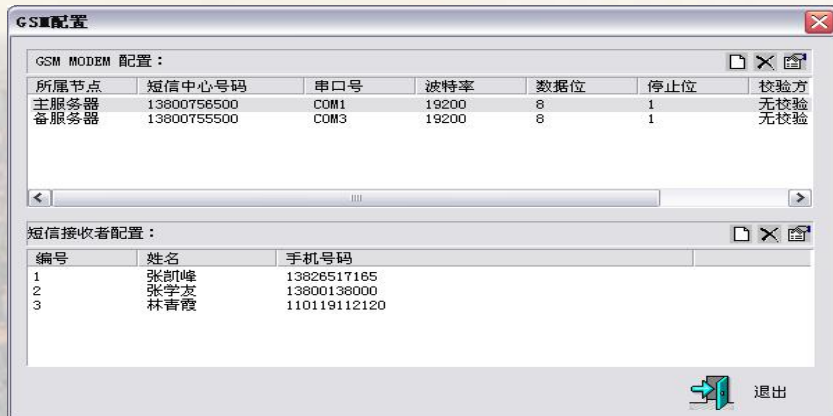 GSM配置
GSM MODEM 配置：
所属节点 短信中心号码 串口号 波特率 数据位 停止位 校验方
主服务器 13800756500 COM1 19200 8 1 无校验
备服务器 13800755500 COM3 19200 8 1 无校验
短信接收者配置：
编号 姓名 手机号码
1 张凯峰 13826517165
2 张学友 13800138000
3 林青霞 110119112120
退出